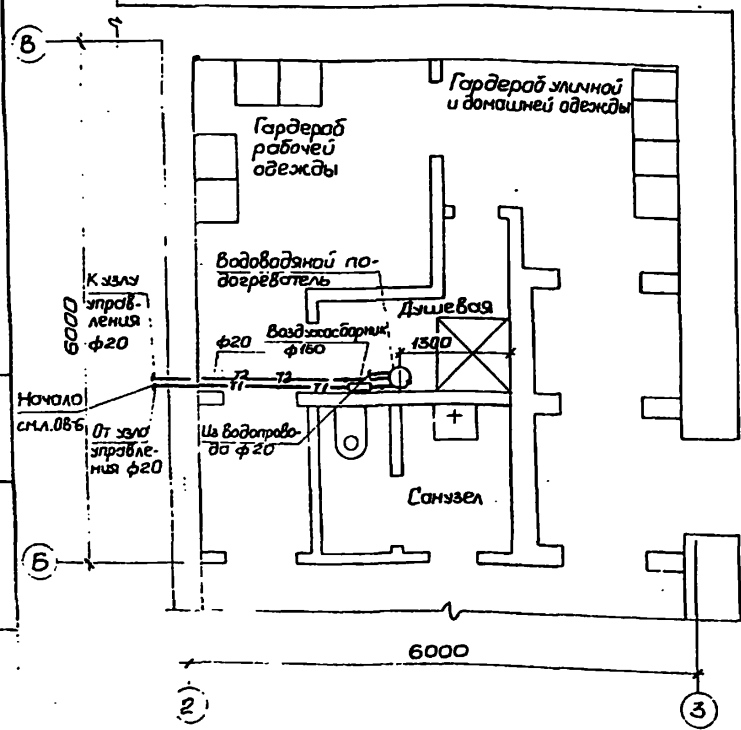 В
Гардероб уличной
и домашней одежды
Гардероб
рабочей
одежды
Водоводяной по-
догреватель
К узлу
управ-
ления
ф20
6000
Душевая
ф20
Воздухосборник
ф150
1300
Т2
Т2
Т1
Т1
Начало
см.л.ОВ6
От узла
управле-
ния ф20
Из водопрово-
да ф20
Санузел
Б
6000
2
3